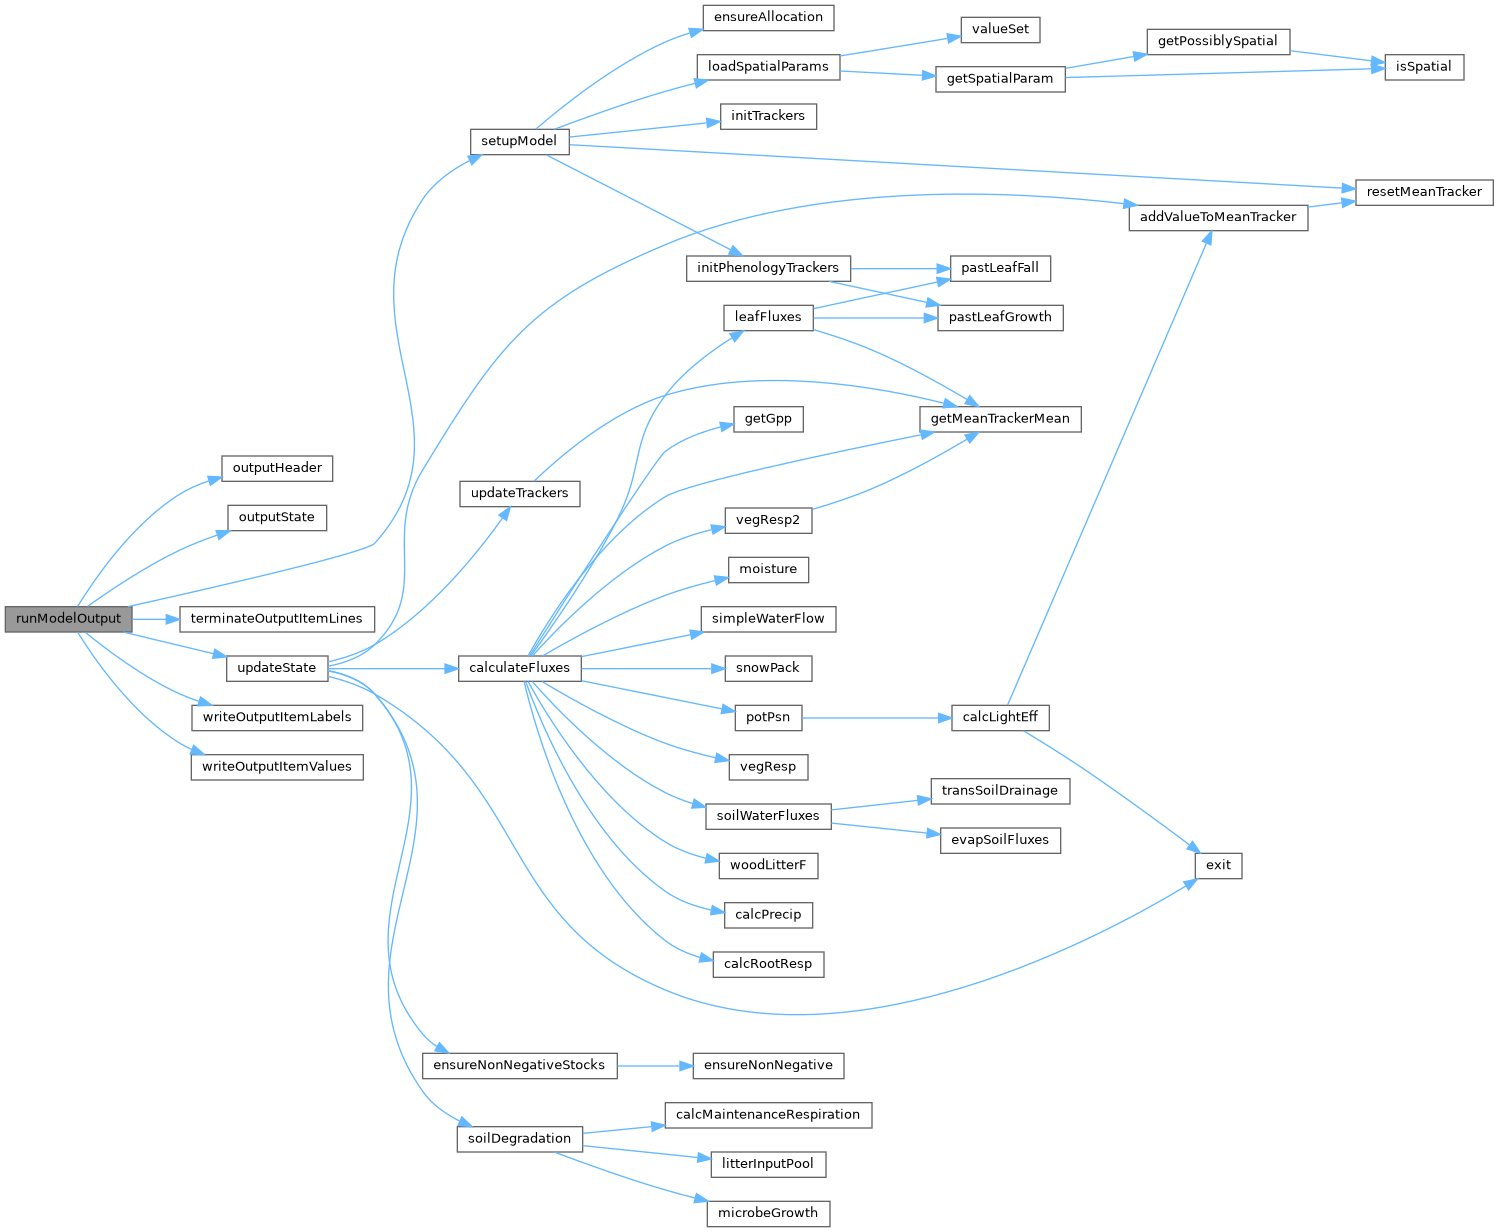 ensureAllocation
valueSet
getPossiblySpatial
loadSpatialParams
isSpatial
getSpatialParam
initTrackers
setupModel
resetMeanTracker
addValueToMeanTracker
initPhenologyTrackers
pastLeafFall
leafFluxes
pastLeafGrowth
getGpp
getMeanTrackerMean
outputHeader
updateTrackers
outputState
vegResp2
moisture
runModelOutput
terminateOutputItemLines
simpleWaterFlow
updateState
calculateFluxes
snowPack
writeOutputItemLabels
potPsn
calcLightEff
writeOutputItemValues
vegResp
transSoilDrainage
soilWaterFluxes
evapSoilFluxes
woodLitterF
exit
calcPrecip
calcRootResp
ensureNonNegativeStocks
ensureNonNegative
calcMaintenanceRespiration
soilDegradation
litterInputPool
microbeGrowth